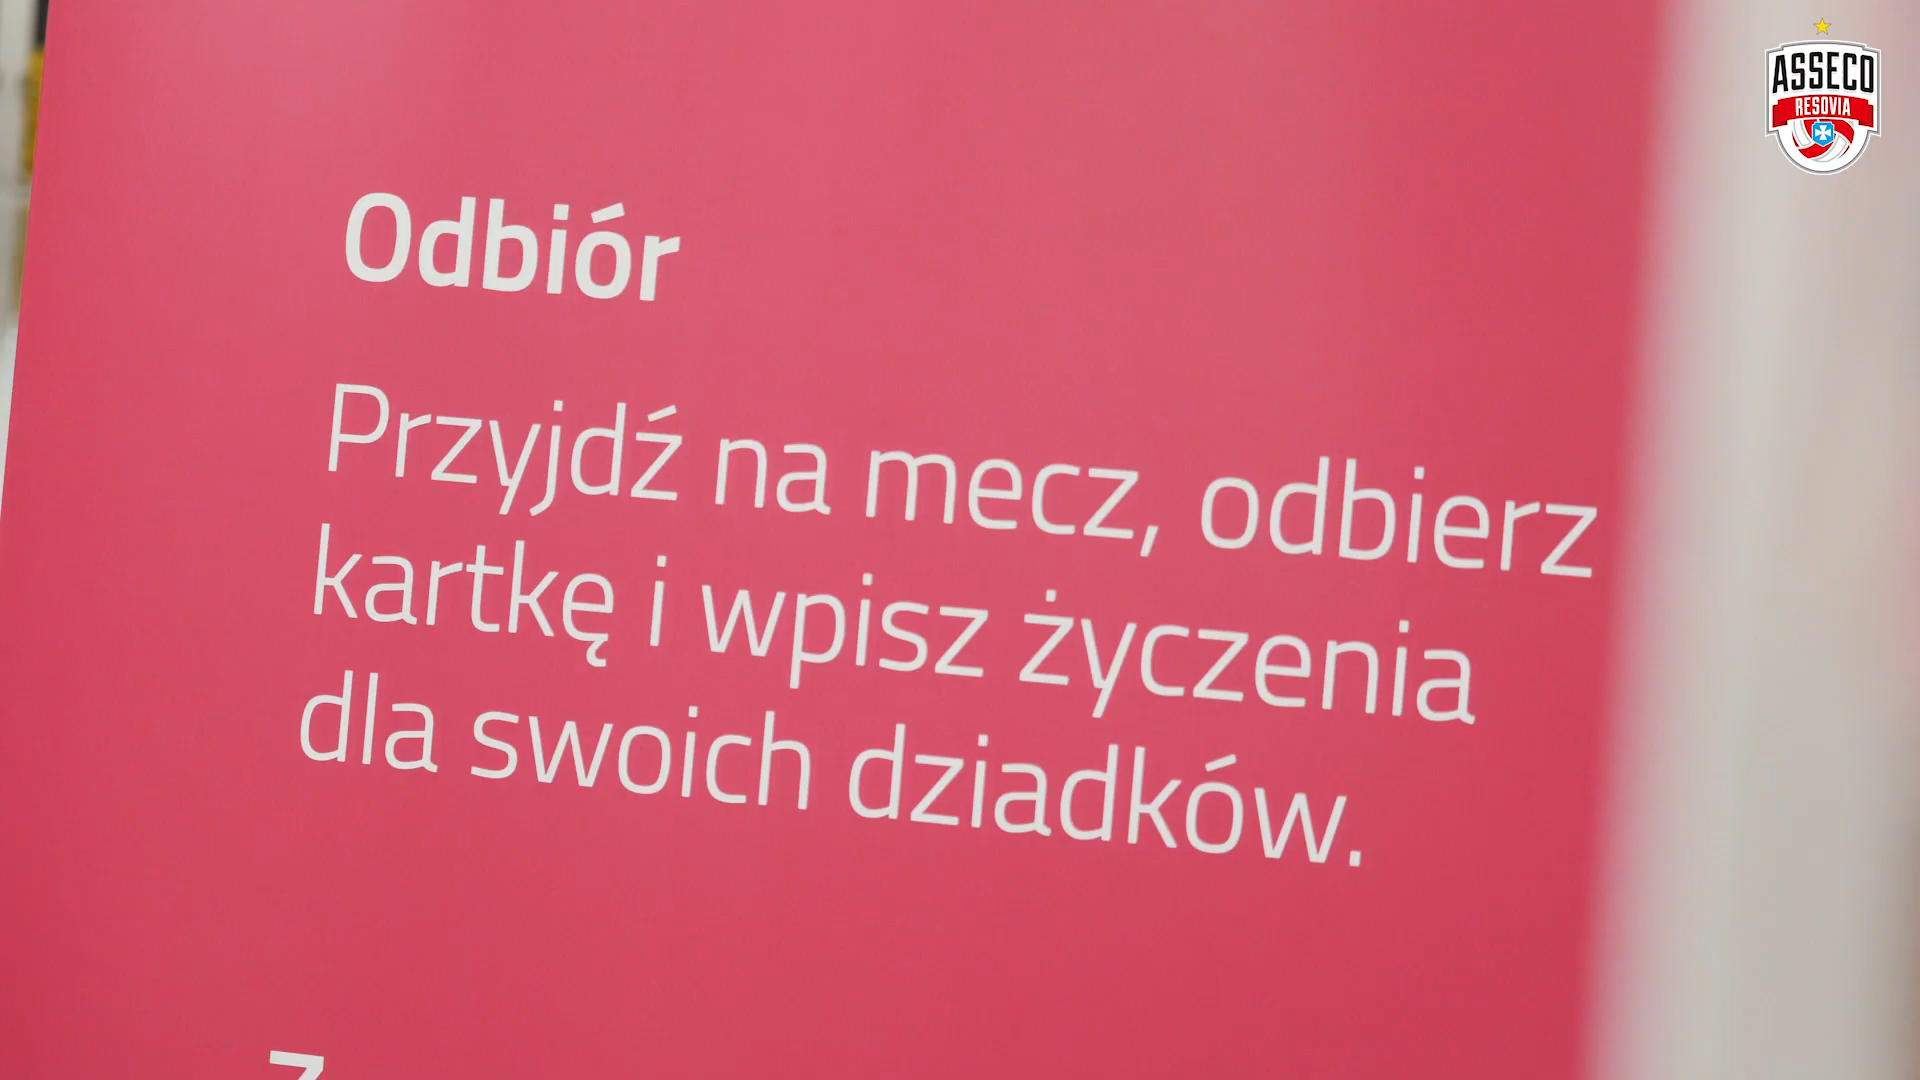 ASSECO
RESOVIA
Odbiór
Przyjdź na mecz, odbierz
kartkę i wpisz życzenia
dla swoich dziadków.